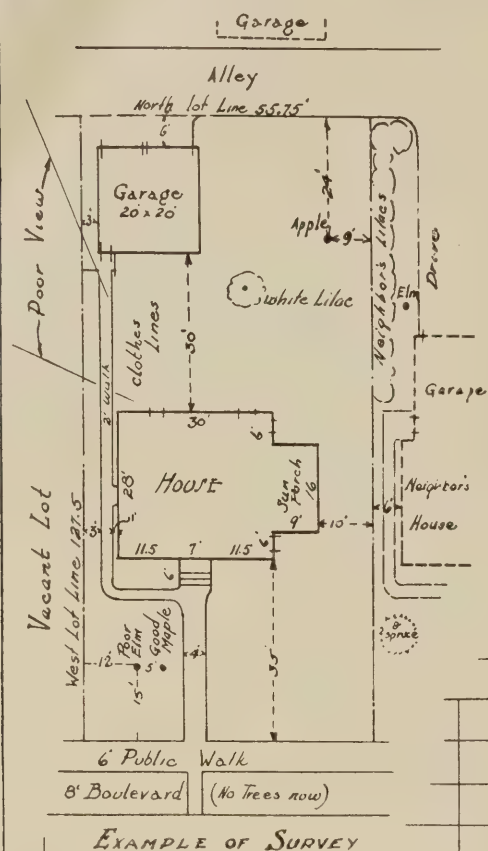 Garage
Alley
North lot Line 55.75'
6'
Garage
20' x 20'
3'
Poor View
24'
Apple
9'
Neighbor's Lilacs
Drive
Elm
White Lilac
clothes
Lines
30'
2' Walk
Garage
30'
6'
HOUSE
28'
Sun Porch
16'
9'
10'
6'
Neighbor's
House
Vacant Lot
West Lot Line 127.5
3'
11.5
7'
11.5
6'
6
8'
Spruce
12'
Poor
Elm
Good
Maple
5'
15'
4'
35'
6' Public Walk
8' Boulevard (No Trees now)
EXAMPLE OF SURVEY